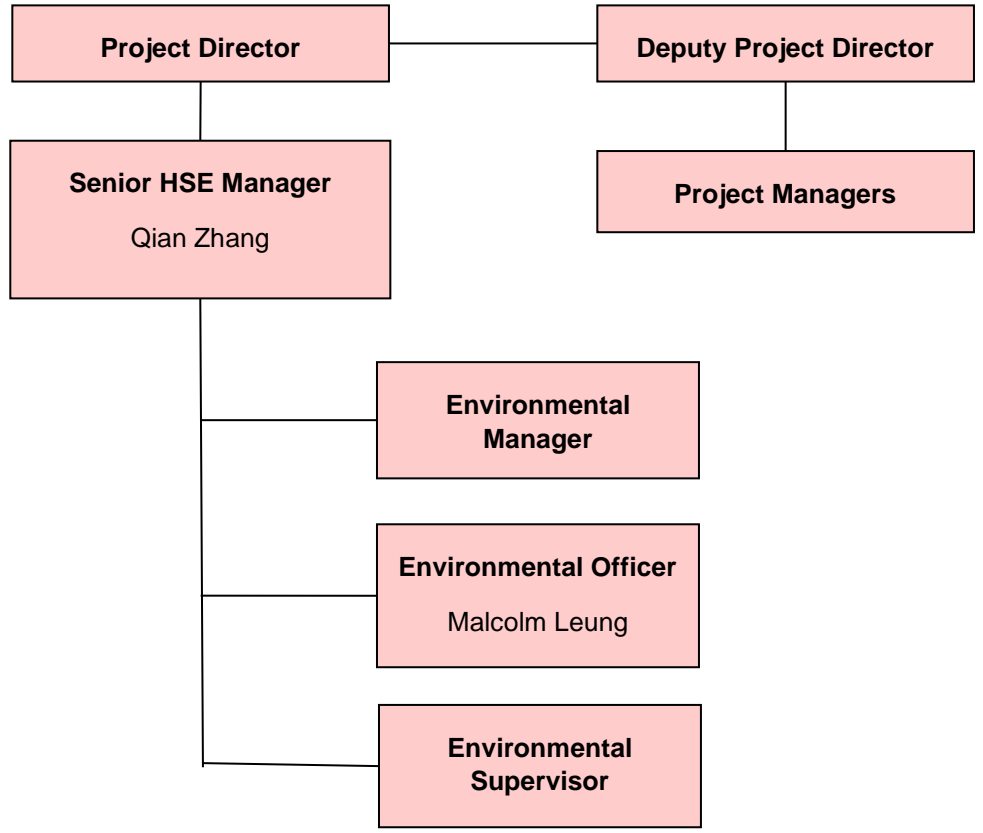 Project Director
Deputy Project Director
Senior HSE Manager
Qian Zhang
Project Managers
Environmental
Manager
Environmental Officer
Malcolm Leung
Environmental
Supervisor